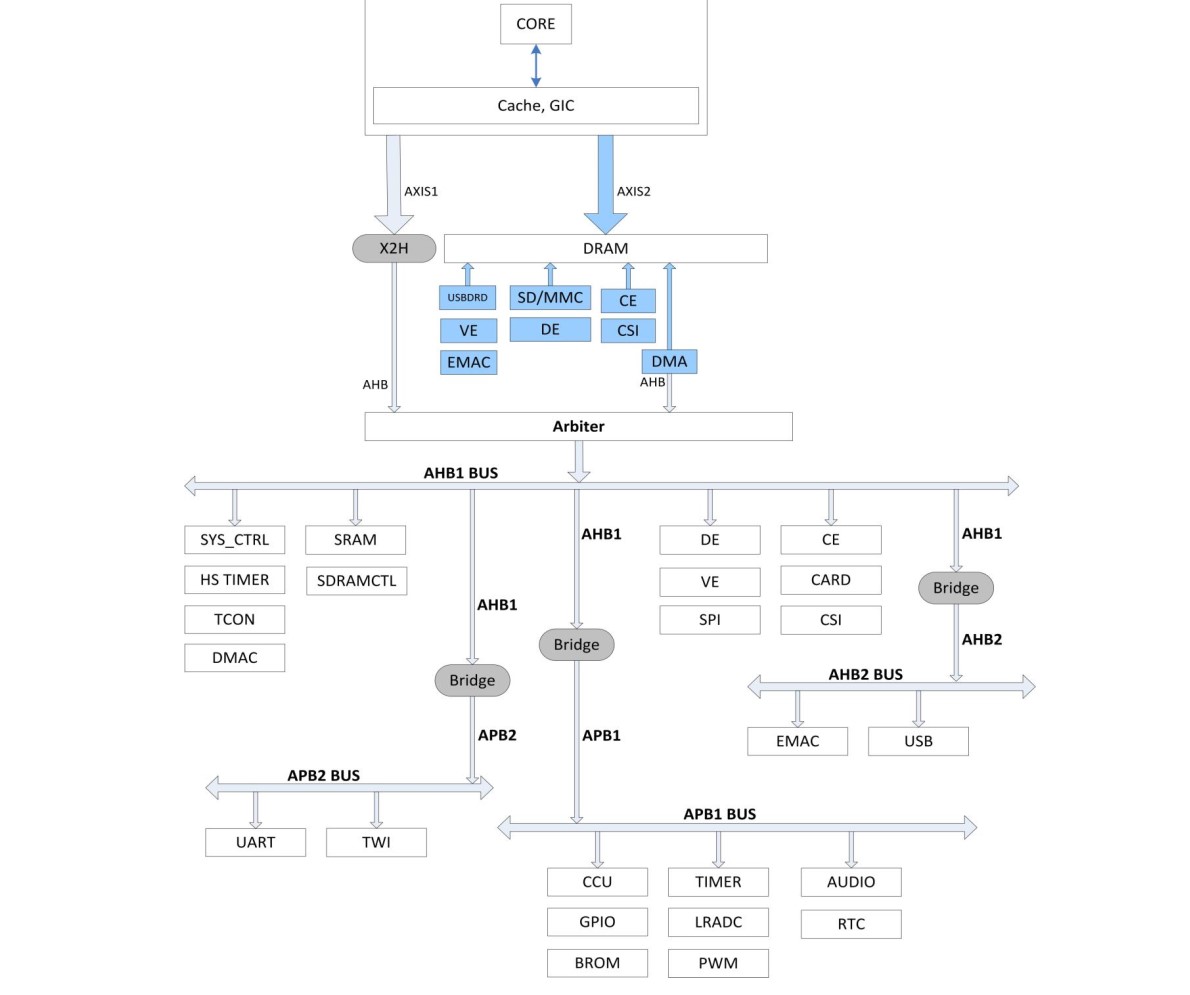 CORE
Cache, GIC
AXIS1
AXIS2
X2H
DRAM
USBDRD
SD/MMC
CE
VE
DE
CSI
EMAC
DMA
AHB
AHB
Arbiter
AHB1 BUS
SYS_CTRL
SRAM
AHB1
DE
CE
AHB1
HS TIMER
SDRAMCTL
VE
CARD
Bridge
AHB1
TCON
SPI
CSI
Bridge
AHB2
DMAC
Bridge
AHB2 BUS
APB2
APB1
EMAC
USB
APB2 BUS
APB1 BUS
UART
TWI
CCU
TIMER
AUDIO
GPIO
LRADC
RTC
BROM
PWM